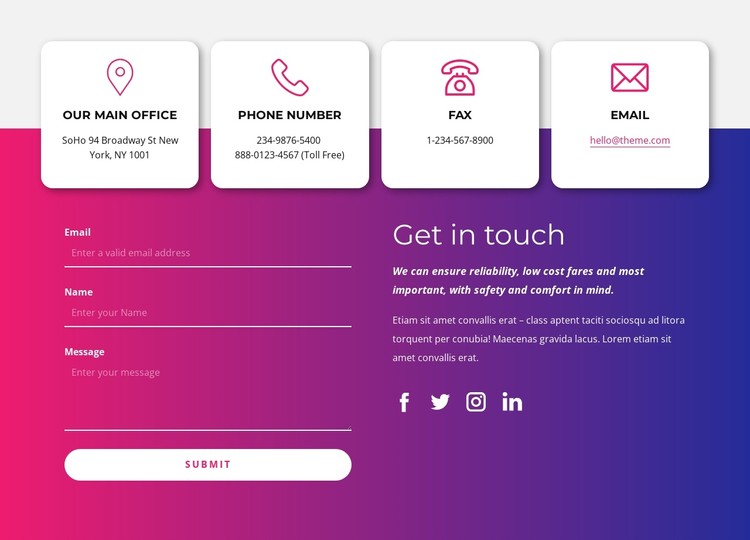 OUR MAIN OFFICE
SoHo 94 Broadway St New
York, NY 1001
PHONE NUMBER
234-9876-5400
888-0123-4567 (Toll Free)
FAX
1-234-567-8900
EMAIL
hello@theme.com
Email
Enter a valid email address
Name
Enter your Name
Message
Enter your message
SUBMIT
Get in touch
We can ensure reliability, low cost fares and most
important, with safety and comfort in mind.
Etiam sit amet convallis erat – class aptent taciti sociosqu ad litora
torquent per conubia! Maecenas gravida lacus. Lorem etiam sit
amet convallis erat.